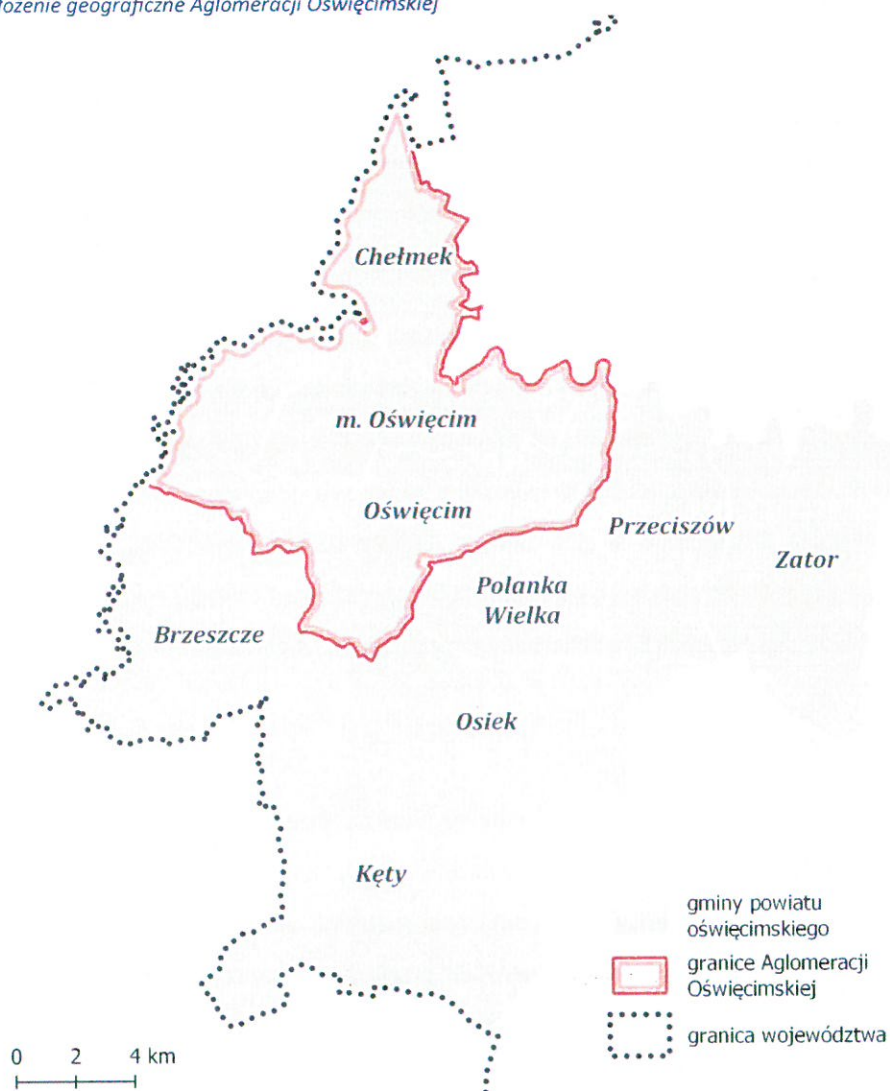 łożenie geograficzne Aglomeracji Oświęcimskiej
Chełmek
m. Oświęcim
Oświęcim
Przeciszów
Zator
Polanka
Wielka
Brzeszcze
Osiek
Kęty
gminy powiatu
oświęcimskiego
granice Aglomeracji
Oświęcimskiej
granica województwa
0 2 4 km